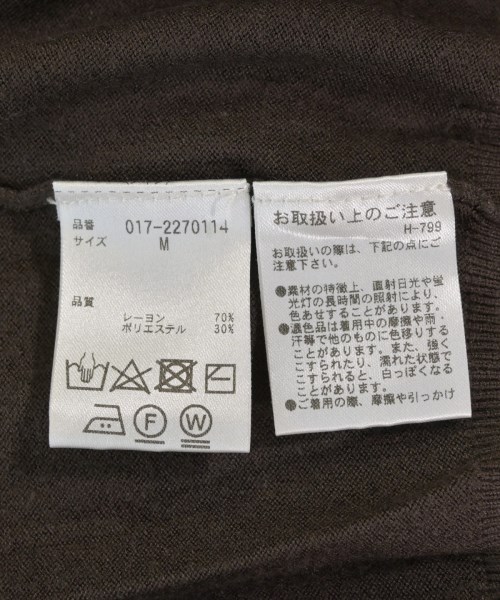 品番 017-2270114
サイズ M
品質
レーヨン 70%
ポリエステル 30%
F W
お取扱い上のご注意
H-799
お取扱いの際は、下記の点にご
注意下さい。
●素材の特徴上、直射日光や蛍
光灯の長時間の照射により、
色あせすることがあります。
●濃色品は着用中の摩擦や雨・
汗等で他のものに色移りする
ことがあります。また、強く
こすられたり、濡れた状態で
こすられると、白っぽくなる
ことがあります。
●ご着用の際、摩擦や引っかけ